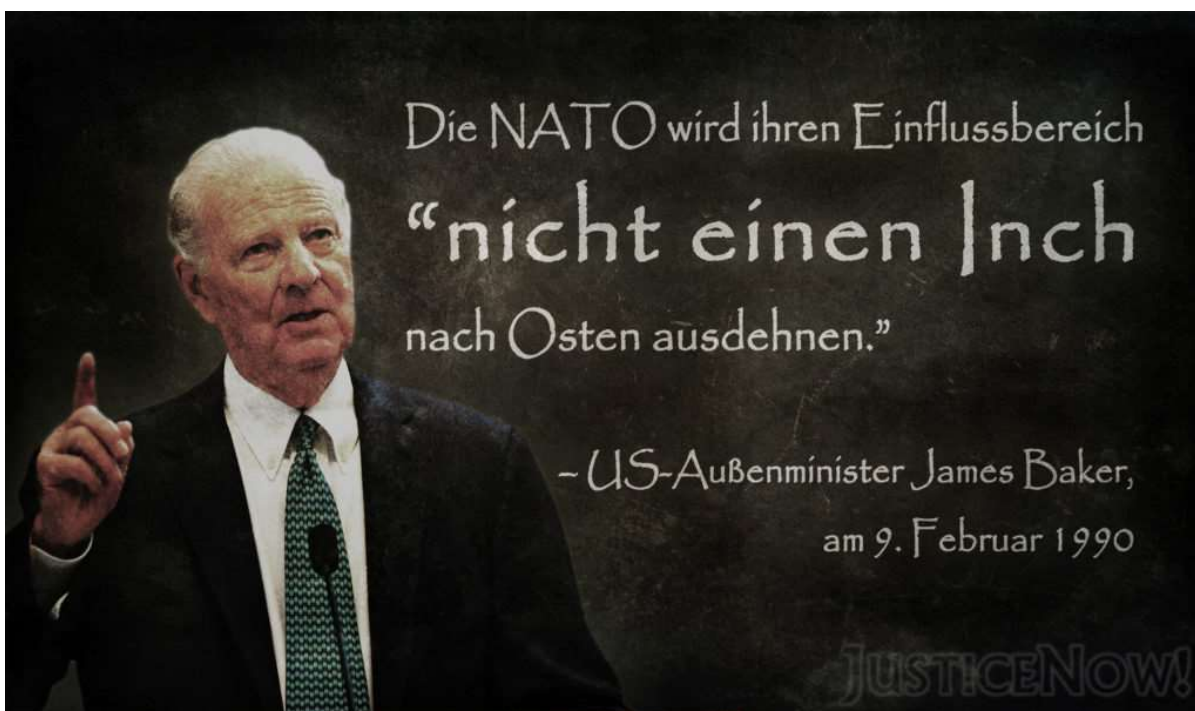 Die NATO wird ihren Einflussbereich
“nicht einen Inch
nach Osten ausdehnen.”
– US-Außenminister James Baker,
am 9. Februar 1990
JUSTICENOW!